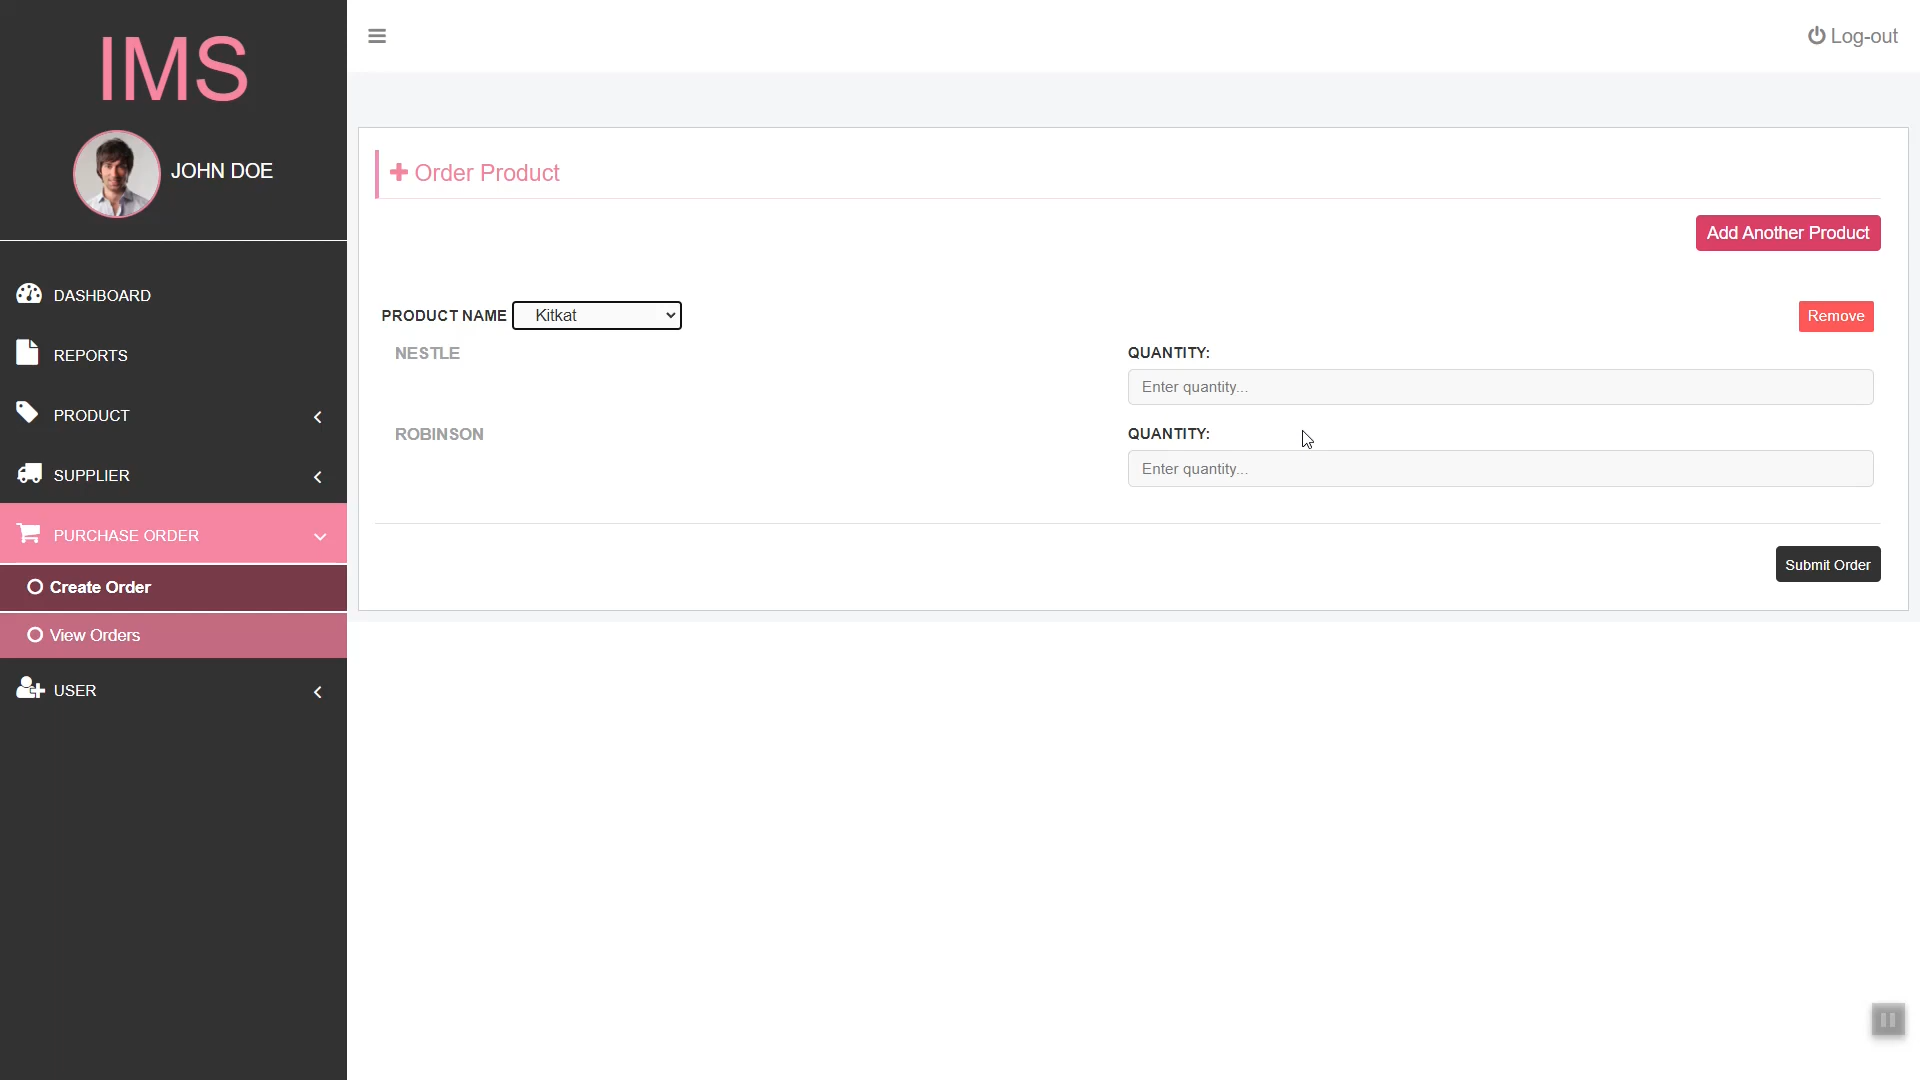 IMS
JOHN DOE
DASHBOARD
REPORTS
PRODUCT
SUPPLIER
PURCHASE ORDER
Create Order
View Orders
USER
Log-out
Order Product
Add Another Product
PRODUCT NAME Kitkat
Remove
NESTLE
QUANTITY:
Enter quantity...
ROBINSON
QUANTITY:
Enter quantity...
Submit Order